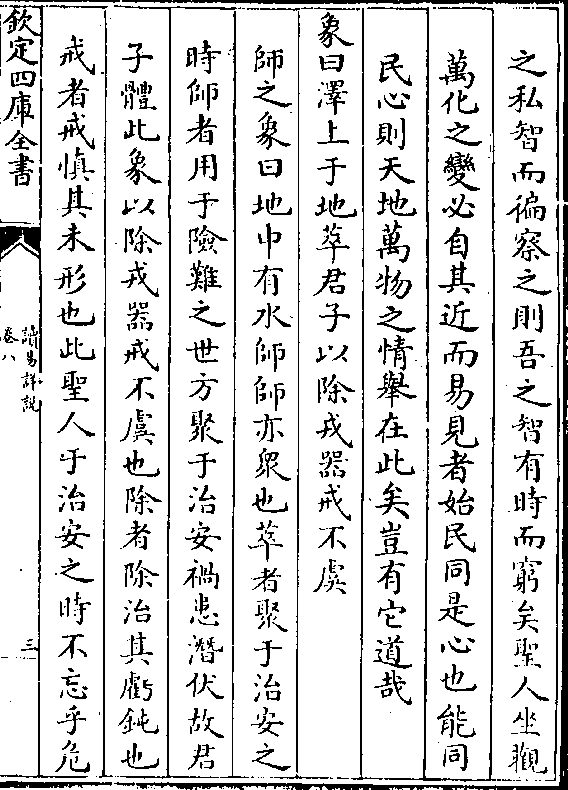 之私智而徧察之則吾之智有時而窮矣聖人坐觀
萬化之變必自其近而易見者始民同是心也能同
民心則天地萬物之情舉在此矣豈有它道哉
象曰澤上于地萃君子以除戎器戒不虞
師之象曰地中有水師師亦衆也萃者聚于治安之
時師者用于險難之世方聚于治安禍患潛伏故君
子體此象以除戎器戒不虞也除者除治其虧鈍也
戒者戒慎其未形也此聖人于治安之時不忘乎危
欽定四庫全書
讀易詳説
卷八
三